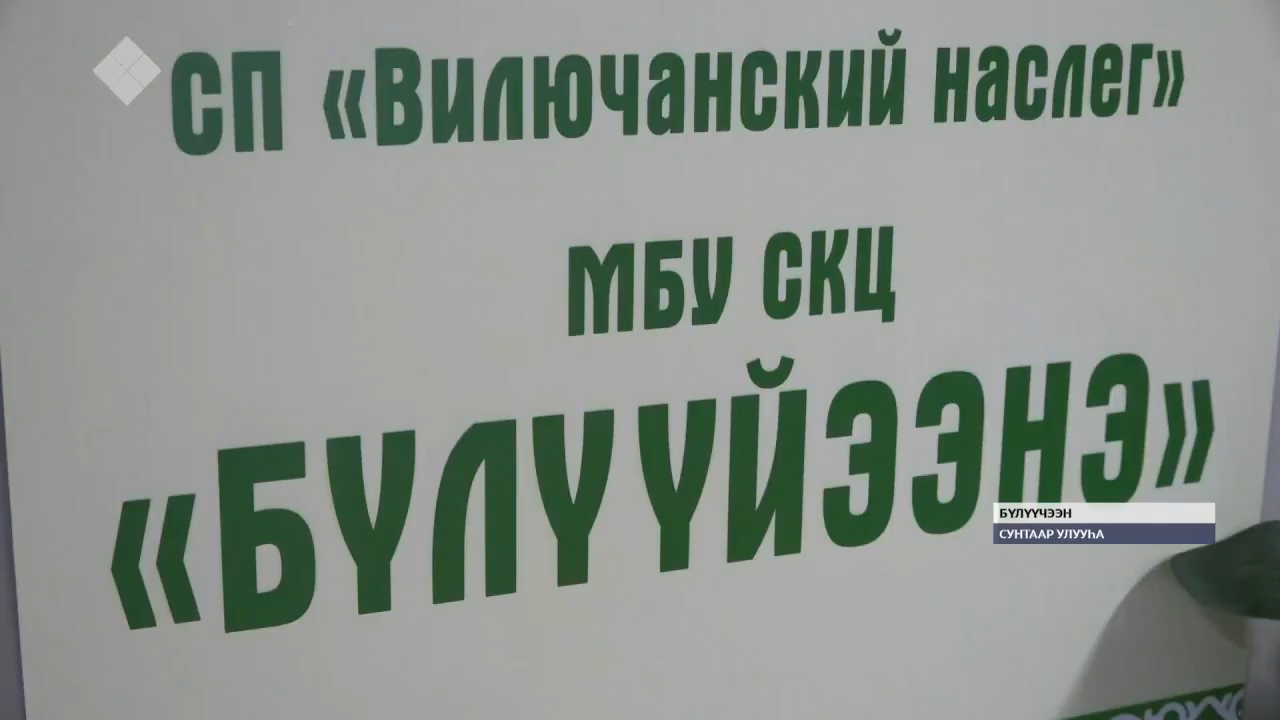 СП «Вилючанский наслег»
МБУ СКЦ
«БҮЛҮҮЙЭЭНЭ»
БҮЛҮҮЧЭЭН
СУНТААР УЛУУҺА